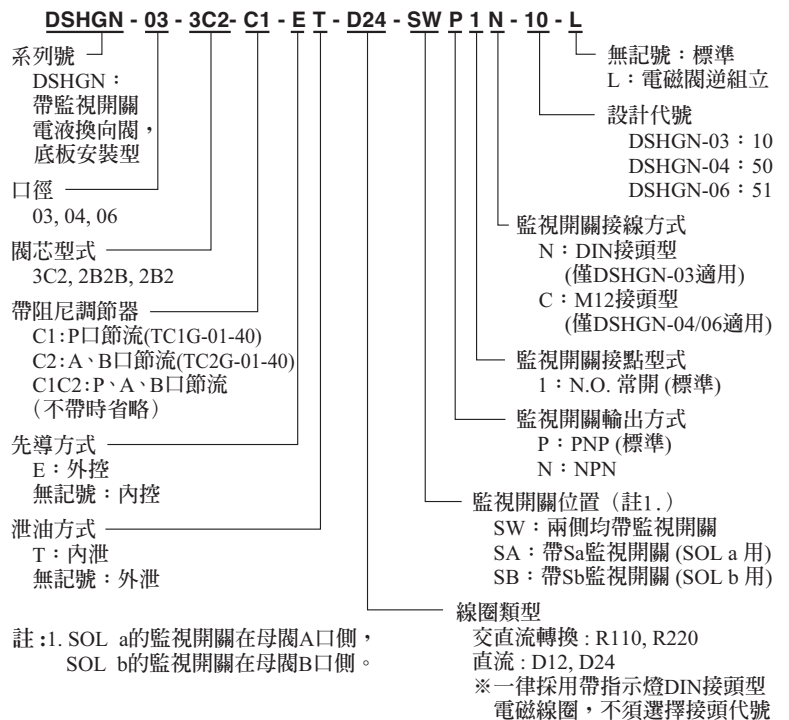 DSHGN - 03 - 3C2- C1 - E T - D24 - SW P 1 N - 10 - L
系列號
DSHGN：
帶監視開關
電液換向閥，
底板安裝型
口徑
03, 04, 06
閥芯型式
3C2, 2B2B, 2B2
帶阻尼調節器
C1:P口節流(TC1G-01-40)
C2:A、B口節流(TC2G-01-40)
C1C2:P、A、B口節流
（不帶時省略）
先導方式
E：外控
無記號：內控
泄油方式
T：內泄
無記號：外泄
註:1. SOL a的監視開關在母閥A口側，
SOL b的監視開關在母閥B口側。
無記號：標準
L：電磁閥逆組立
設計代號
DSHGN-03：10
DSHGN-04：50
DSHGN-06：51
監視開關接線方式
N：DIN接頭型
(僅DSHGN-03適用)
C：M12接頭型
(僅DSHGN-04/06適用)
監視開關接點型式
1：N.O. 常開 (標準)
監視開關輸出方式
P：PNP (標準)
N：NPN
監視開關位置（註1.）
SW：兩側均帶監視開關
SA：帶Sa監視開關 (SOL a 用)
SB：帶Sb監視開關 (SOL b 用)
線圈類型
交直流轉換 : R110, R220
直流 : D12, D24
※一律採用帶指示燈DIN接頭型
電磁線圈，不須選擇接頭代號